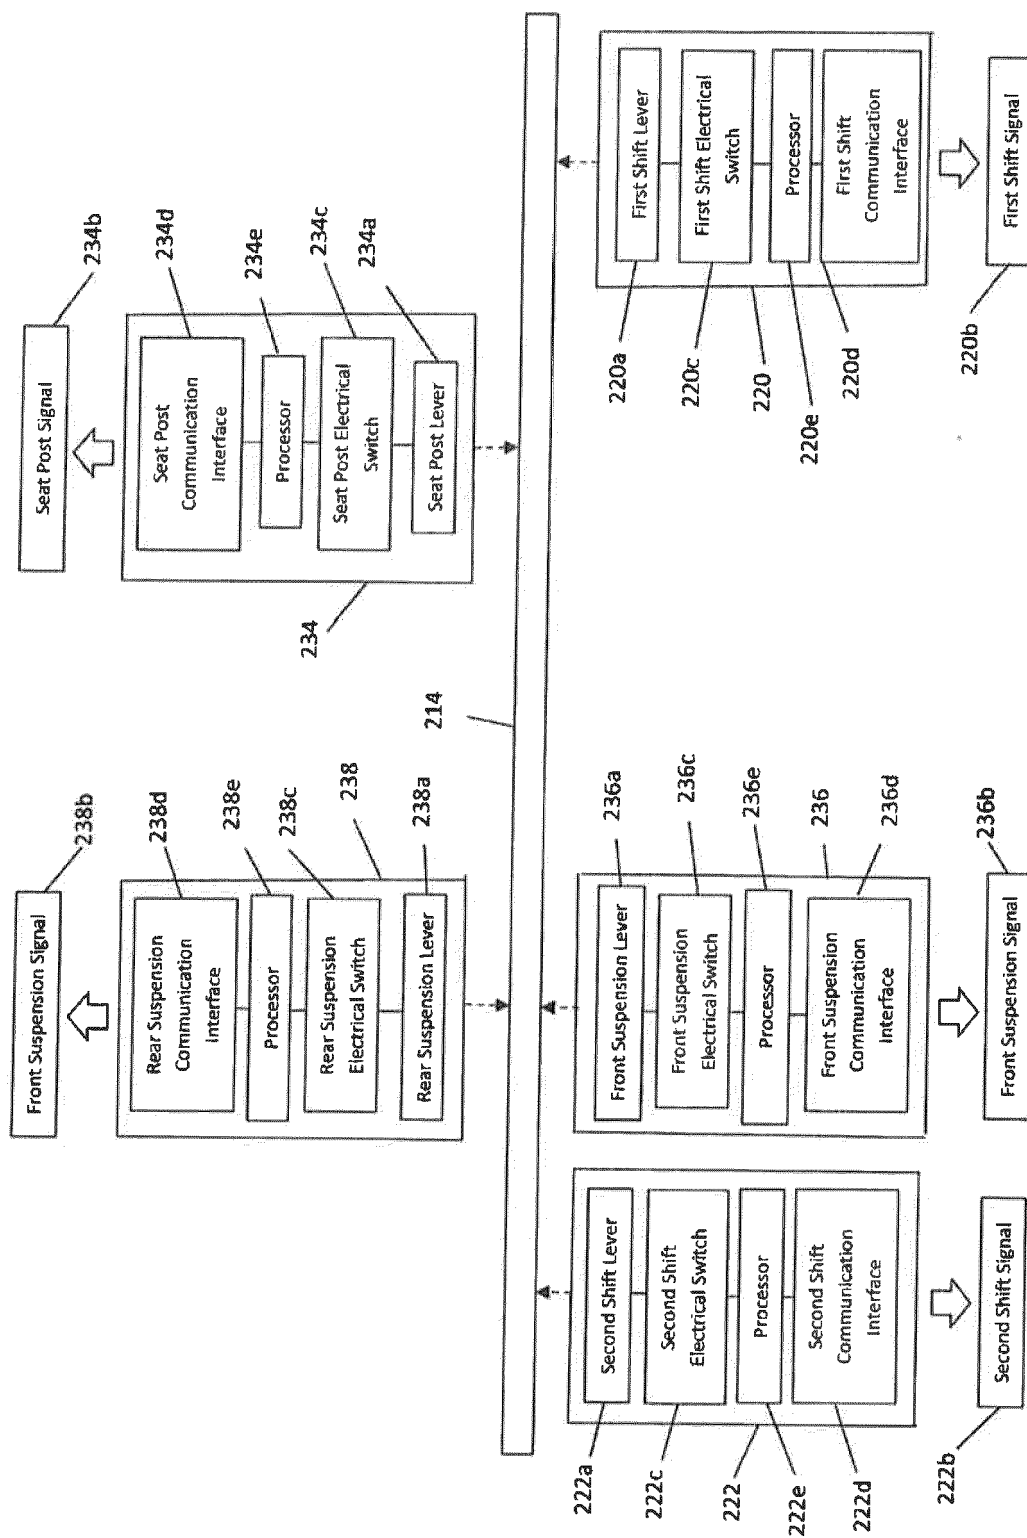 Front Suspension Signal
238b
Rear Suspension
Communication
Interface
238d
Processor
238e
Rear Suspension
Electrical Switch
238c
238
Rear Suspension Lever
238a
Seat Post Signal
234b
Seat Post
Communication
Interface
234d
Processor
234e
Seat Post Electrical
Switch
234c
Seat Post Lever
234a
234
214
Second Shift Lever
222a
Second Shift
Electrical Switch
222c
222
Processor
222e
Second Shift
Communication
Interface
222d
Second Shift Signal
222b
Front Suspension Lever
236a
Front Suspension
Electrical Switch
236c
Processor
236e
236
Front Suspension
Communication
Interface
236d
Front Suspension Signal
236b
First Shift Lever
220a
First Shift Electrical
Switch
220c
220
Processor
220e
First Shift
Communication
Interface
220d
First Shift Signal
220b